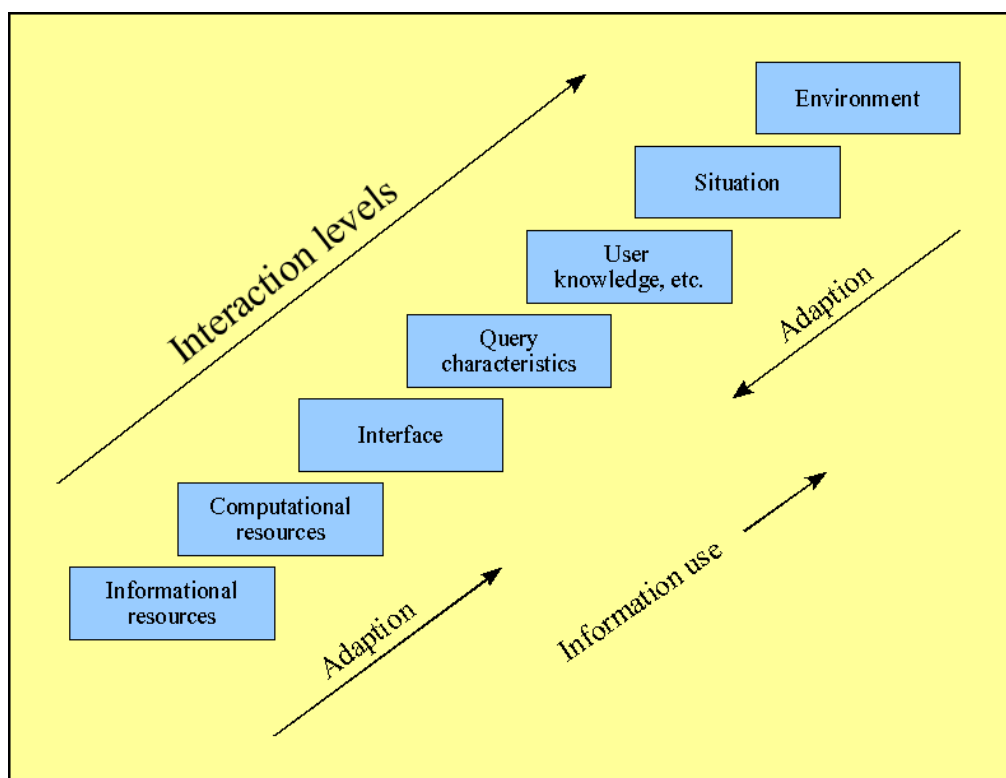 Environment
Situation
Interaction levels
User
knowledge, etc.
Adaption
Query
characteristics
Interface
Computational
resources
Information use
Informational
resources
Adaption